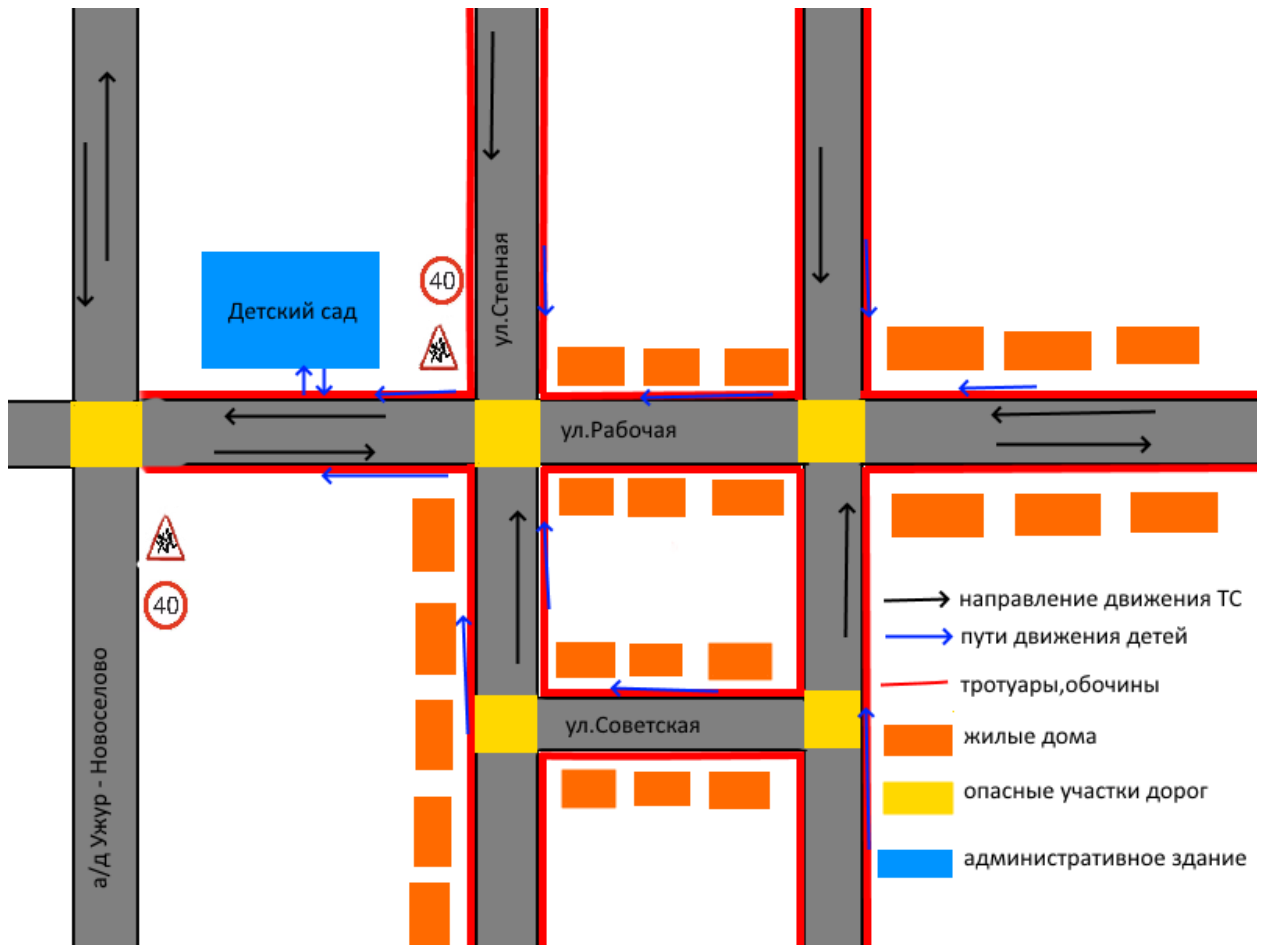 ул.Степная
40
Детский сад
ул.Рабочая
40
направление движения ТС
пути движения детей
тротуары,обочины
ул.Советская
жилые дома
опасные участки дорог
а/д Ужур - Новоселово
административное здание